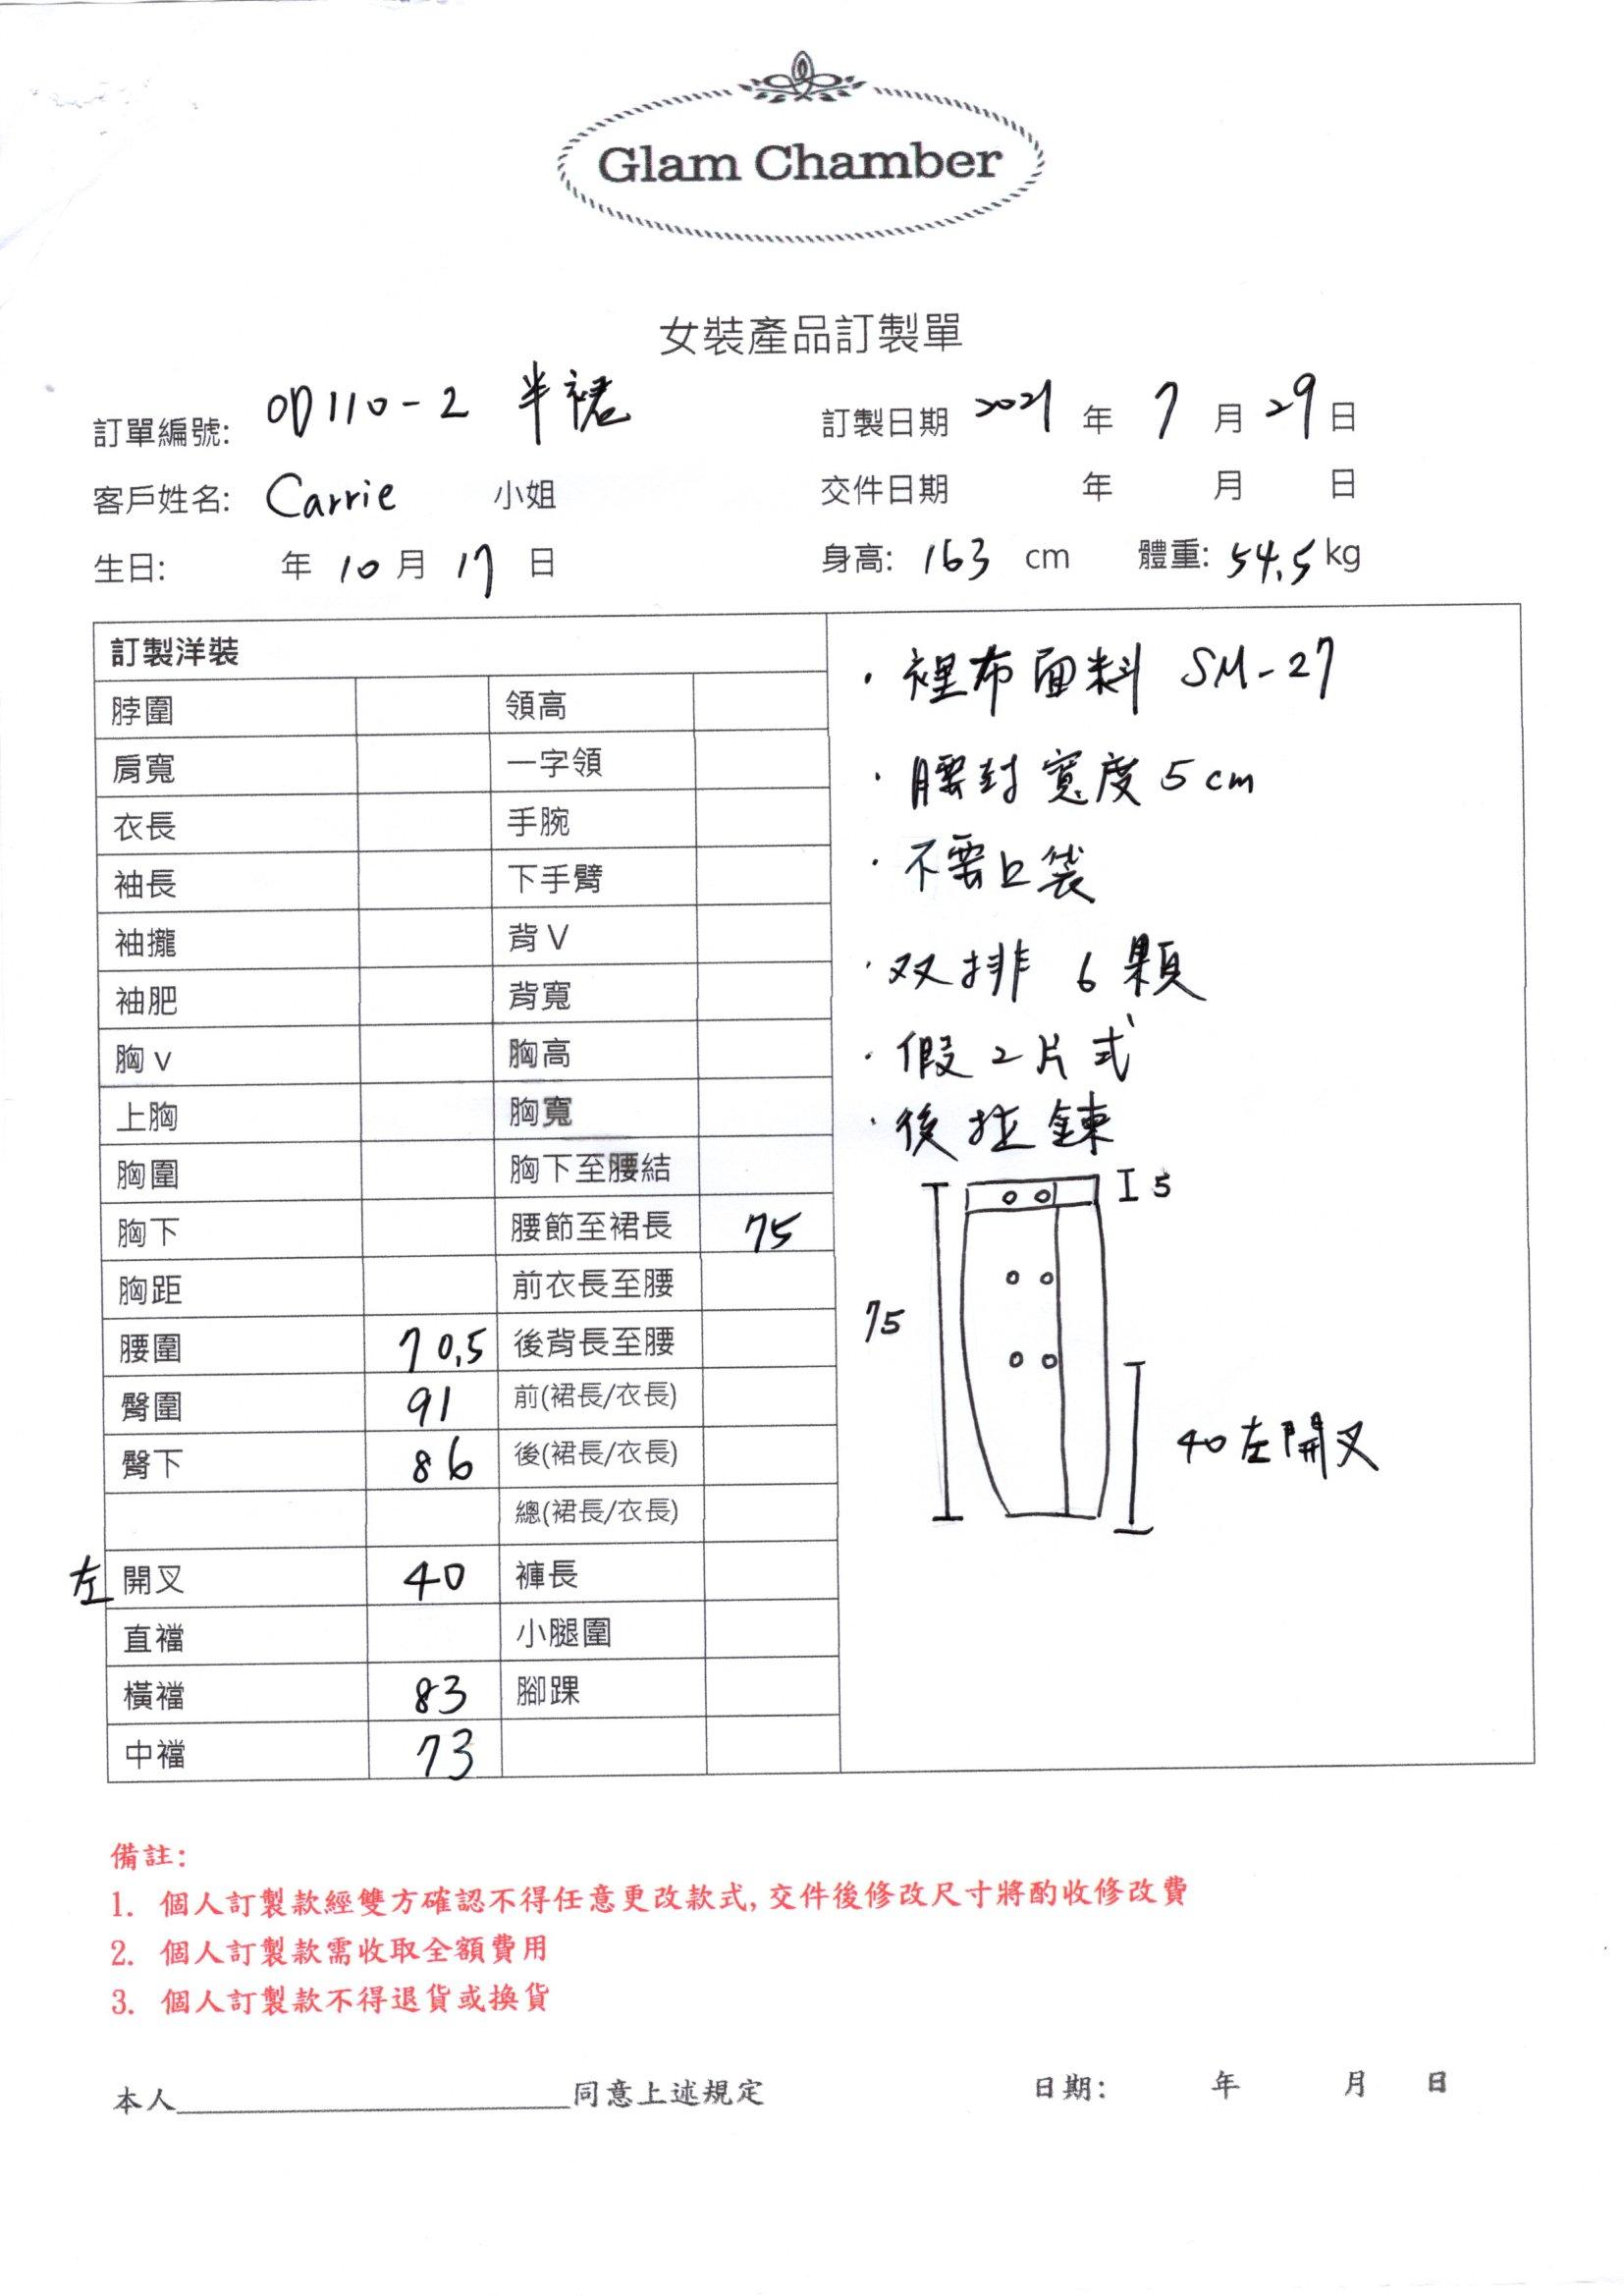 Glam Chamber
女裝產品訂製單
訂單編號: OD110-2 半裙 訂製日期 2021 年 7 月 29 日
客戶姓名: Carrie 小姐 交件日期 年 月 日
生日: 年 10 月 17 日 身高: 163 cm 體重: 54.5 kg
訂製洋裝
脖圍 領高
肩寬 一字領
衣長 手腕
袖長 下手臂
袖攏 背V
袖肥 背寬
胸v 胸高
上胸 胸寬
胸圍 胸下至腰結
胸下 腰節至裙長 75
胸距 前衣長至腰
腰圍 70.5 後背長至腰
臀圍 91 前(裙長/衣長)
臀下 86 後(裙長/衣長)
總(裙長/衣長)
左 開叉 40 褲長
直襠 小腿圍
橫襠 83 腳踝
中襠 73
· 裡布面料 SM-27
· 腰封寬度 5cm
· 不要口袋
· 双排 6 顆
· 假 2 片式
· 後拉鍊
5
75
40 左開叉
備註:
1. 個人訂製款經雙方確認不得任意更改款式, 交件後修改尺寸將酌收修改費
2. 個人訂製款需收取全額費用
3. 個人訂製款不得退貨或換貨
本人____________________同意上述規定 日期: 年 月 日